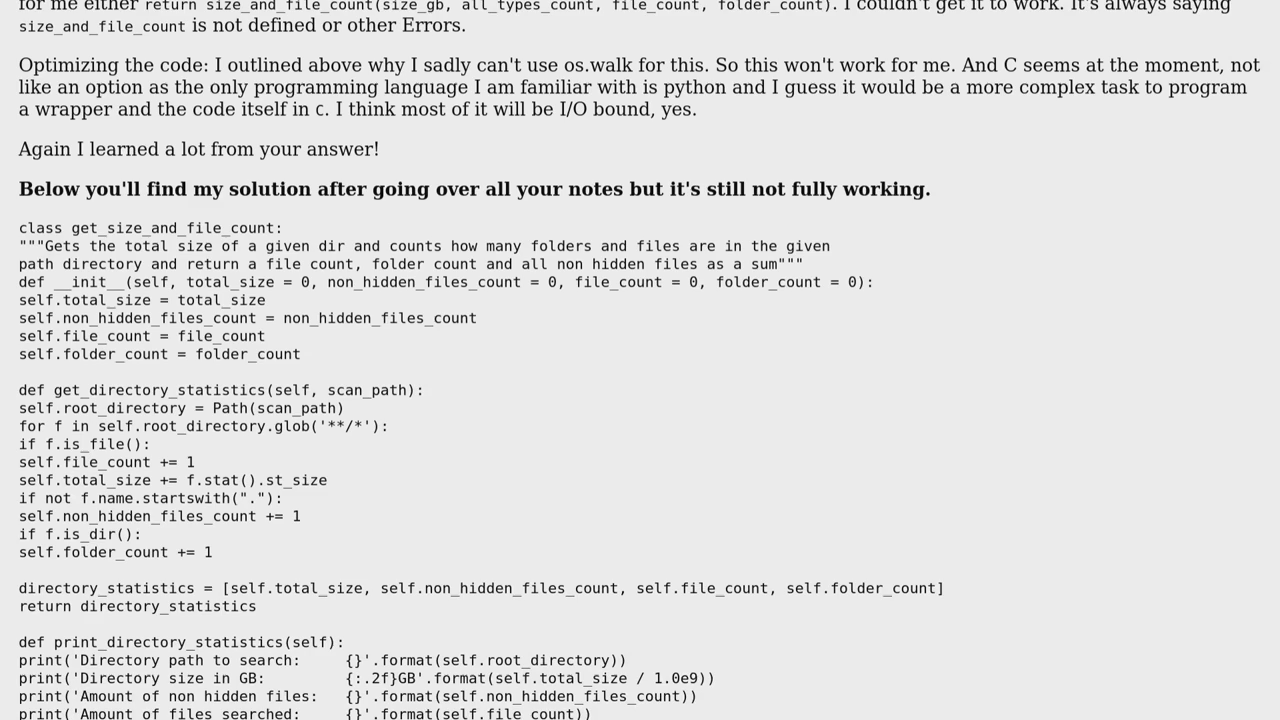 for me either return size_and_file_count(size_gb, all_types_count, file_count, folder_count). I couldn't get it to work. It's always saying
size_and_file_count is not defined or other Errors.
Optimizing the code: I outlined above why I sadly can't use os.walk for this. So this won't work for me. And C seems at the moment, not
like an option as the only programming language I am familiar with is python and I guess it would be a more complex task to program
a wrapper and the code itself in C. I think most of it will be I/O bound, yes.
Again I learned a lot from your answer!
Below you'll find my solution after going over all your notes but it's still not fully working.
class get_size_and_file_count:
"""Gets the total size of a given dir and counts how many folders and files are in the given
path directory and return a file count, folder count and all non hidden files as a sum"""
def __init__(self, total_size = 0, non_hidden_files_count = 0, file_count = 0, folder_count = 0):
self.total_size = total_size
self.non_hidden_files_count = non_hidden_files_count
self.file_count = file_count
self.folder_count = folder_count
def get_directory_statistics(self, scan_path):
self.root_directory = Path(scan_path)
for f in self.root_directory.glob('**/*'):
if f.is_file():
self.file_count += 1
self.total_size += f.stat().st_size
if not f.name.startswith("."):
self.non_hidden_files_count += 1
if f.is_dir():
self.folder_count += 1
directory_statistics = [self.total_size, self.non_hidden_files_count, self.file_count, self.folder_count]
return directory_statistics
def print_directory_statistics(self):
print('Directory path to search:     {}'.format(self.root_directory))
print('Directory size in GB:         {:.2f}GB'.format(self.total_size / 1.0e9))
print('Amount of non hidden files:   {}'.format(self.non_hidden_files_count))
print('Amount of files searched:     {}'.format(self.file_count))